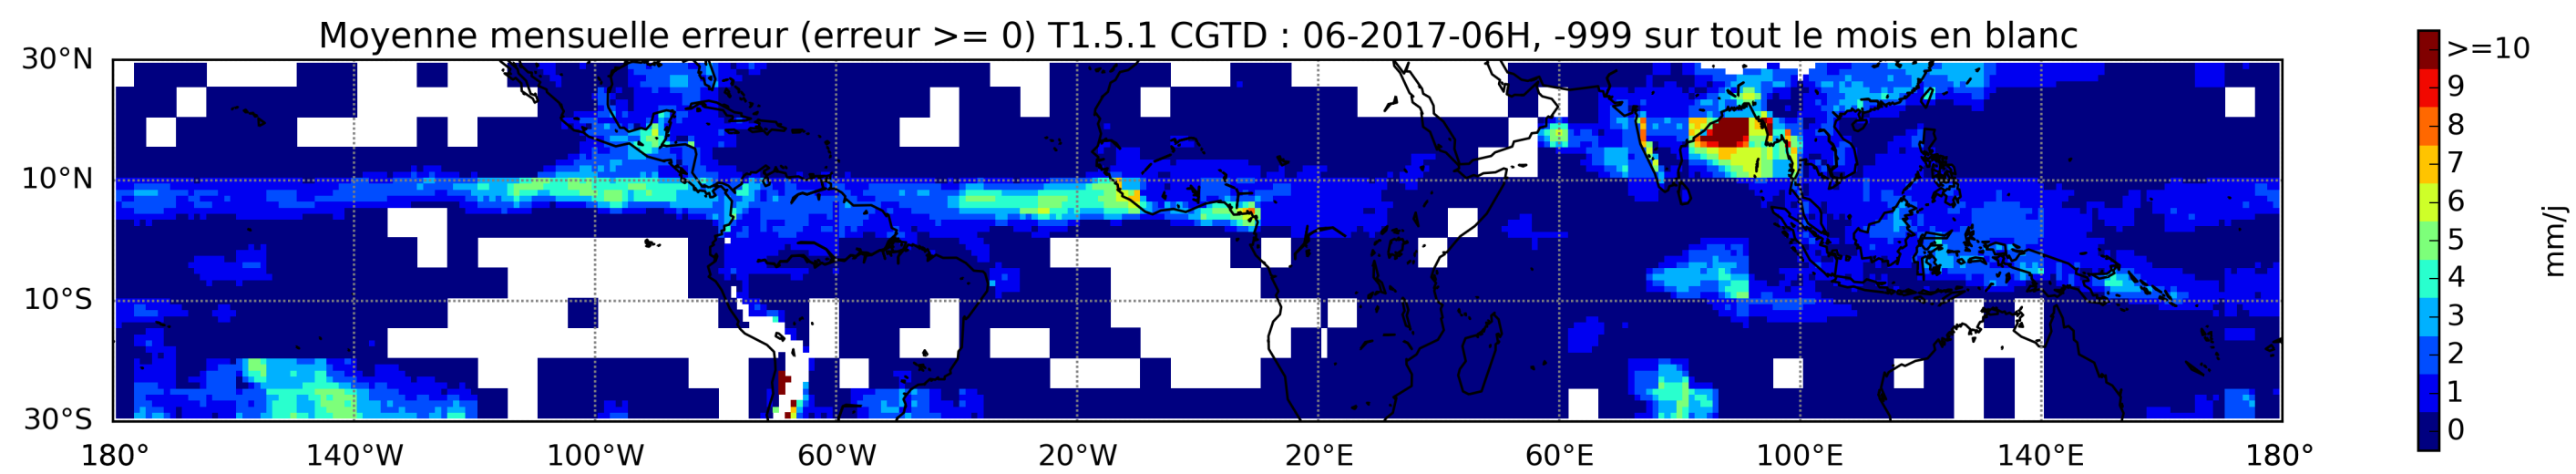 Moyenne mensuelle erreur (erreur >= 0) T1.5.1 CGTD : 06-2017-06H, -999 sur tout le mois en blanc
30°N
10°N
10°S
30°S
180° 140°W 100°W 60°W 20°W 20°E 60°E 100°E 140°E 180°
>=10
9
8
7
6
5
4
3
2
1
0
mm/j